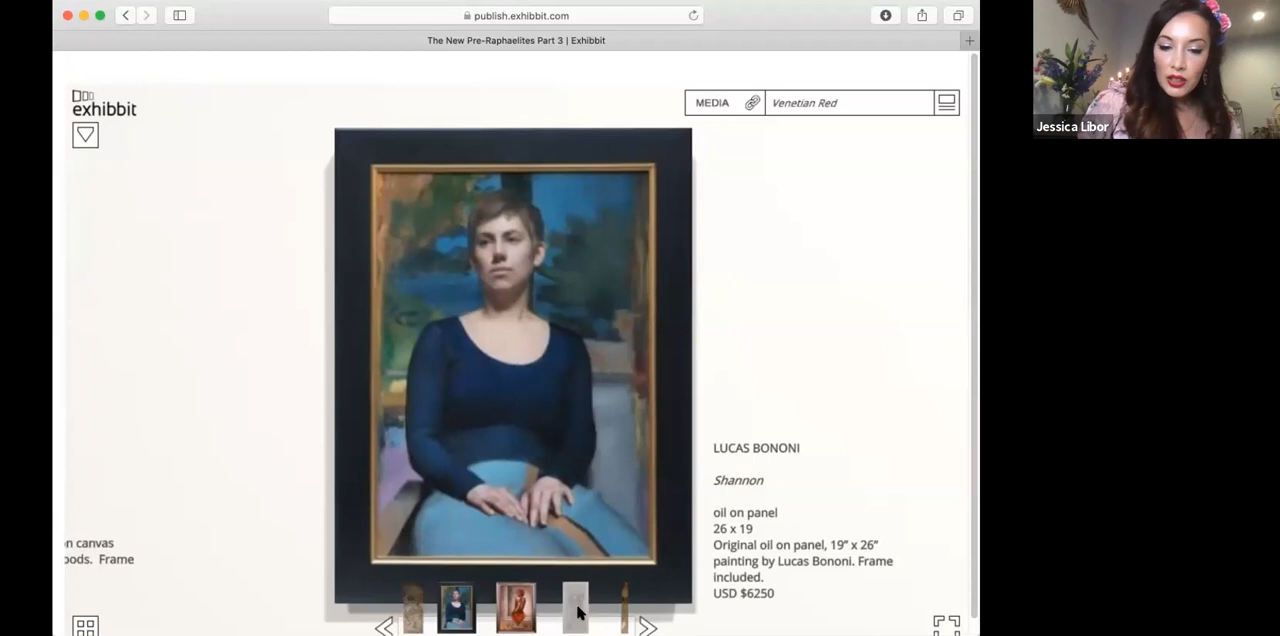 publish.exhibbit.com
The New Pre-Raphaelites Part 3 | Exhibbit
exhibbit
MEDIA
Venetian Red
Jessica Libor
LUCAS BONONI
Shannon
oil on panel
26 x 19
Original oil on panel, 19” x 26”
painting by Lucas Bononi. Frame
included.
USD $6250
n canvas
oods. Frame